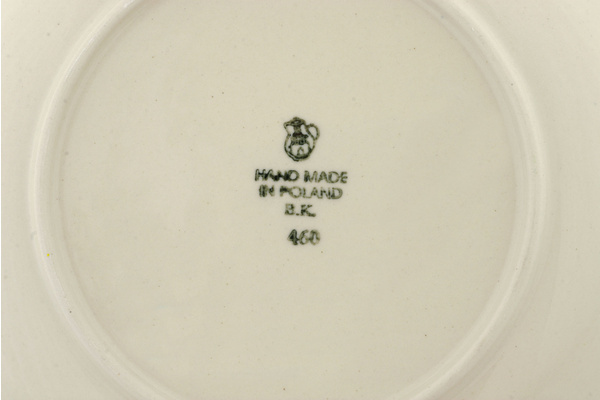 HAND MADE
IN POLAND
B.K.
460